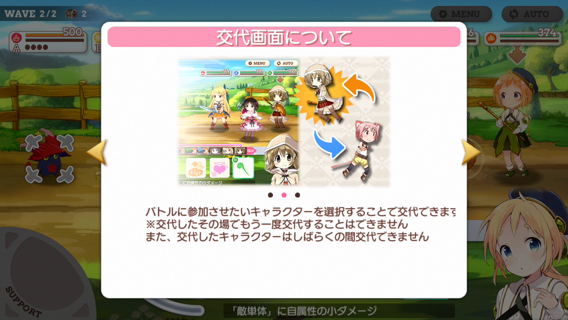 WAVE 2/2 2
MENU
AUTO
500
374
交代画面について
MENU
AUTO
バトルに参加させたいキャラクターを選択することで交代できます
※交代したその場でもう一度交代することはできません
また、交代したキャラクターはしばらくの間交代できません
SUPPORT
「敵単体」に自属性の小ダメージ